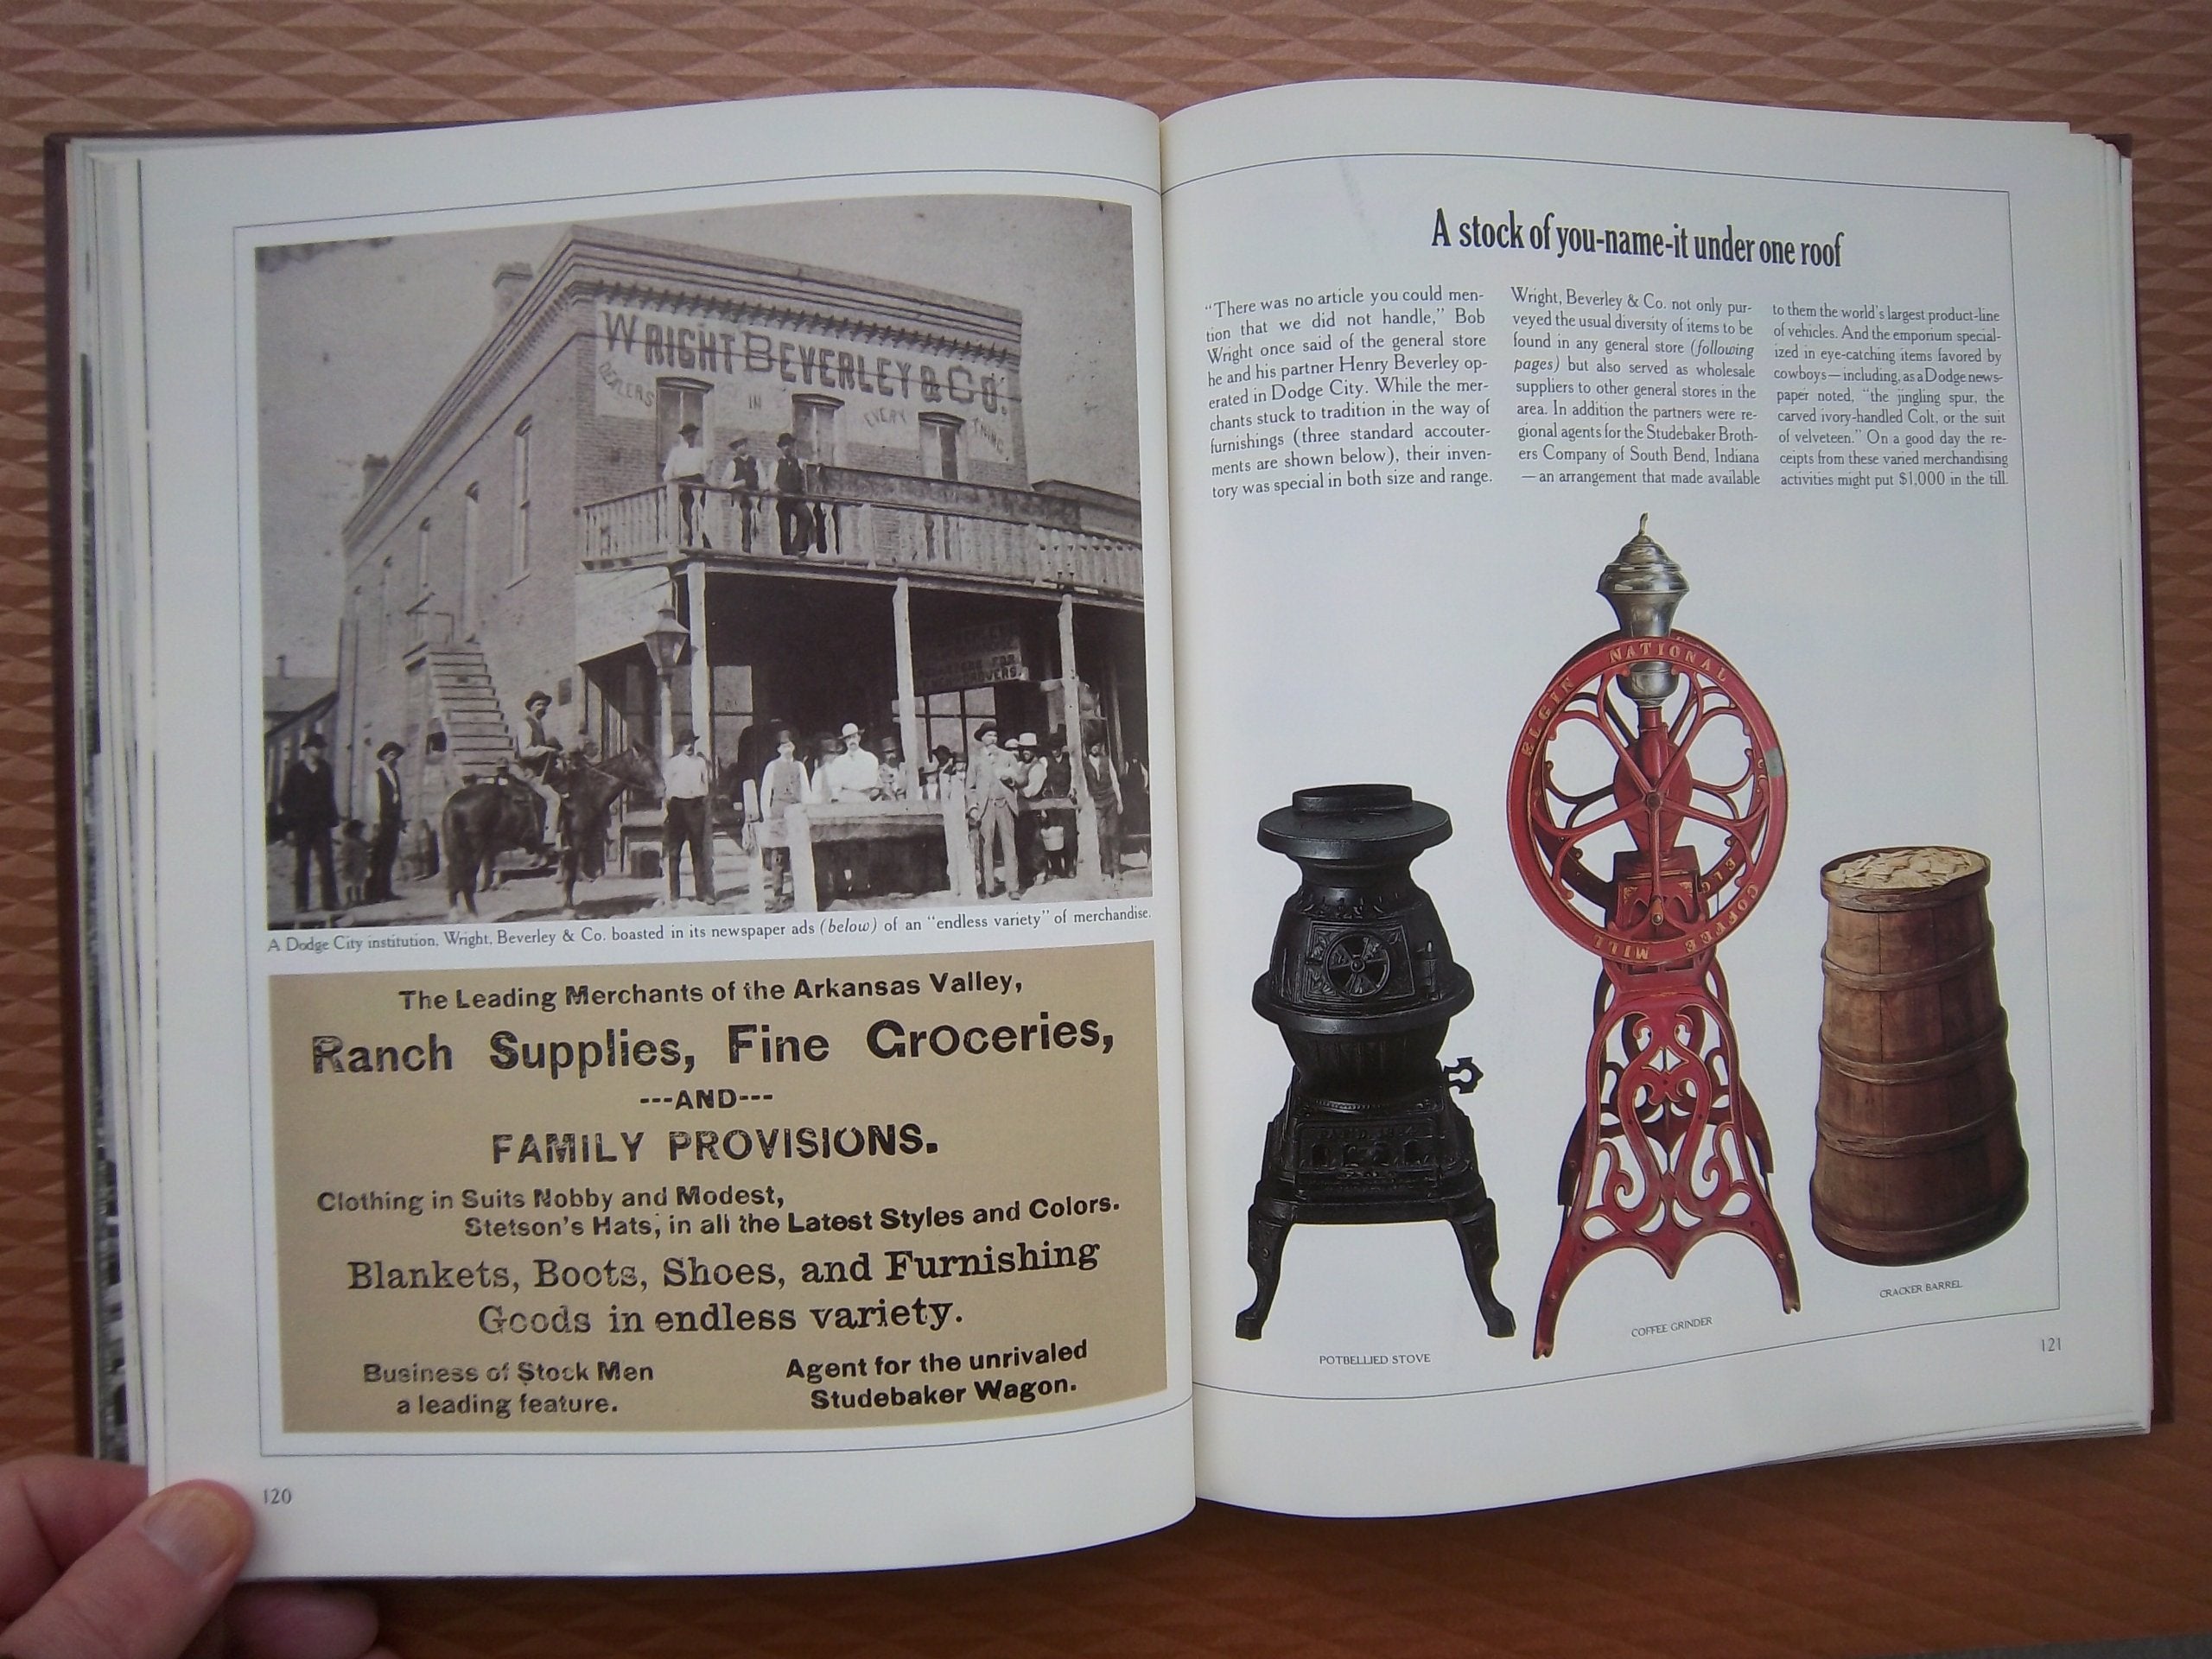 WRIGHT BEVERLEY & CO.
DEALERS IN EVERY THING
A Dodge City institution, Wright, Beverley & Co. boasted in its newspaper ads (below) of an “endless variety” of merchandise.
The Leading Merchants of the Arkansas Valley,
Ranch Supplies, Fine Groceries,
---AND---
FAMILY PROVISIONS.
Clothing in Suits Nobby and Modest,
Stetson's Hats, in all the Latest Styles and Colors.
Blankets, Boots, Shoes, and Furnishing
Goods in endless variety.
Business of Stock Men
a leading feature.
Agent for the unrivaled
Studebaker Wagon.
120
A stock of you-name-it under one roof
“There was no article you could men-
tion that we did not handle,” Bob
Wright once said of the general store
he and his partner Henry Beverley op-
erated in Dodge City. While the mer-
chants stuck to tradition in the way of
furnishings (three standard accouter-
ments are shown below), their inven-
tory was special in both size and range.
Wright, Beverley & Co. not only pur-
veyed the usual diversity of items to be
found in any general store (following
pages) but also served as wholesale
suppliers to other general stores in the
area. In addition the partners were re-
gional agents for the Studebaker Broth-
ers Company of South Bend, Indiana
—an arrangement that made available
to them the world's largest product-line
of vehicles. And the emporium special-
ized in eye-catching items favored by
cowboys—including, as a Dodge news-
paper noted, “the jingling spur, the
carved ivory-handled Colt, or the suit
of velveteen.” On a good day the re-
ceipts from these varied merchandising
activities might put $1,000 in the till.
ELGIN NATIONAL
COFFEE MILL
POTBELLIED STOVE
COFFEE GRINDER
CRACKER BARREL
121